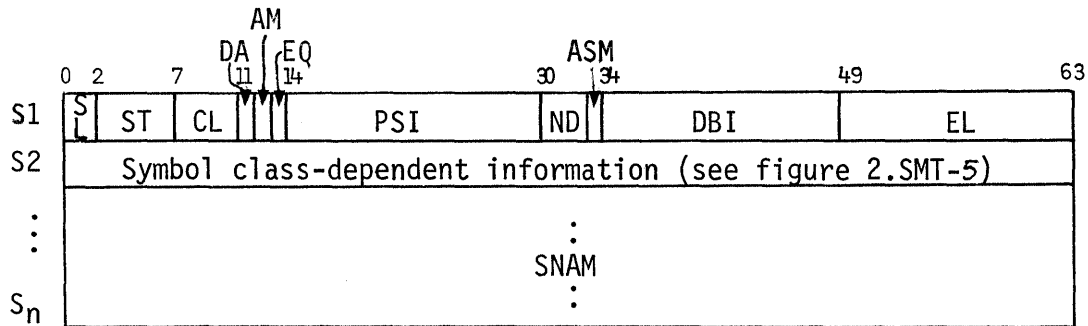 AM
DA EQ ASM
0 2 7 11 14 30 34 49 63
S1 SL ST CL PSI ND DBI EL
S2 Symbol class-dependent information (see figure 2.SMT-5)
SNAM
Sn